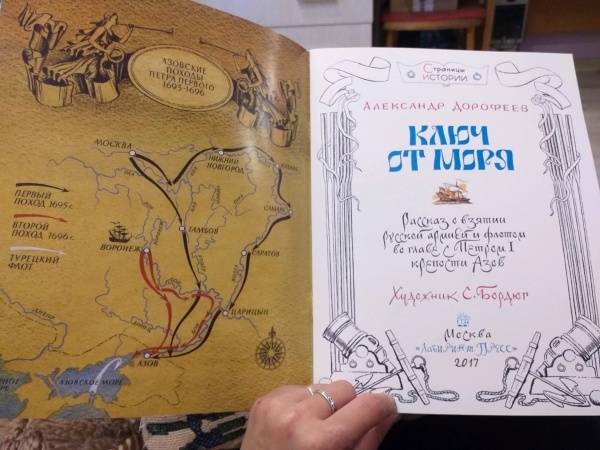 АЗОВСКИЕ
ПОХОДЫ
ПЕТРА ПЕРВОГО
1695-1696
МОСКВА
НИЖНИЙ
НОВГОРОД
КАЗАНЬ
САМАРА
ПЕРВЫЙ
ПОХОД 1695 г.
ВТОРОЙ
ПОХОД 1696 г.
ТУРЕЦКИЙ
ФЛОТ
ТАМБОВ
ВОРОНЕЖ
САРАТОВ
ЦАРИЦЫН
АЗОВ
АЗОВСКОЕ МОРЕ
Страницы
ИСТОРИИ
АЛЕКСАНДР ДОРОФЕЕВ
КЛЮЧ
ОТ МОРЯ
Рассказ о взятии
русской армией и флотом
во главе с Петром I
крепости Азов
Художник С. Бордюг
Москва
«Лабиринт Пресс»
2017